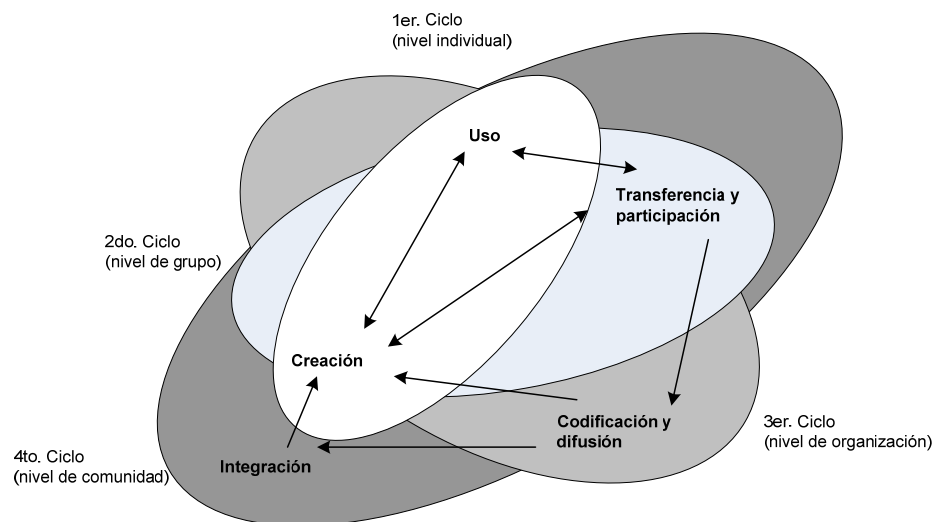 1er. Ciclo
(nivel individual)
Uso
Transferencia y
participación
2do. Ciclo
(nivel de grupo)
Creación
Codificación y
difusión
3er. Ciclo
(nivel de organización)
4to. Ciclo
(nivel de comunidad)
Integración